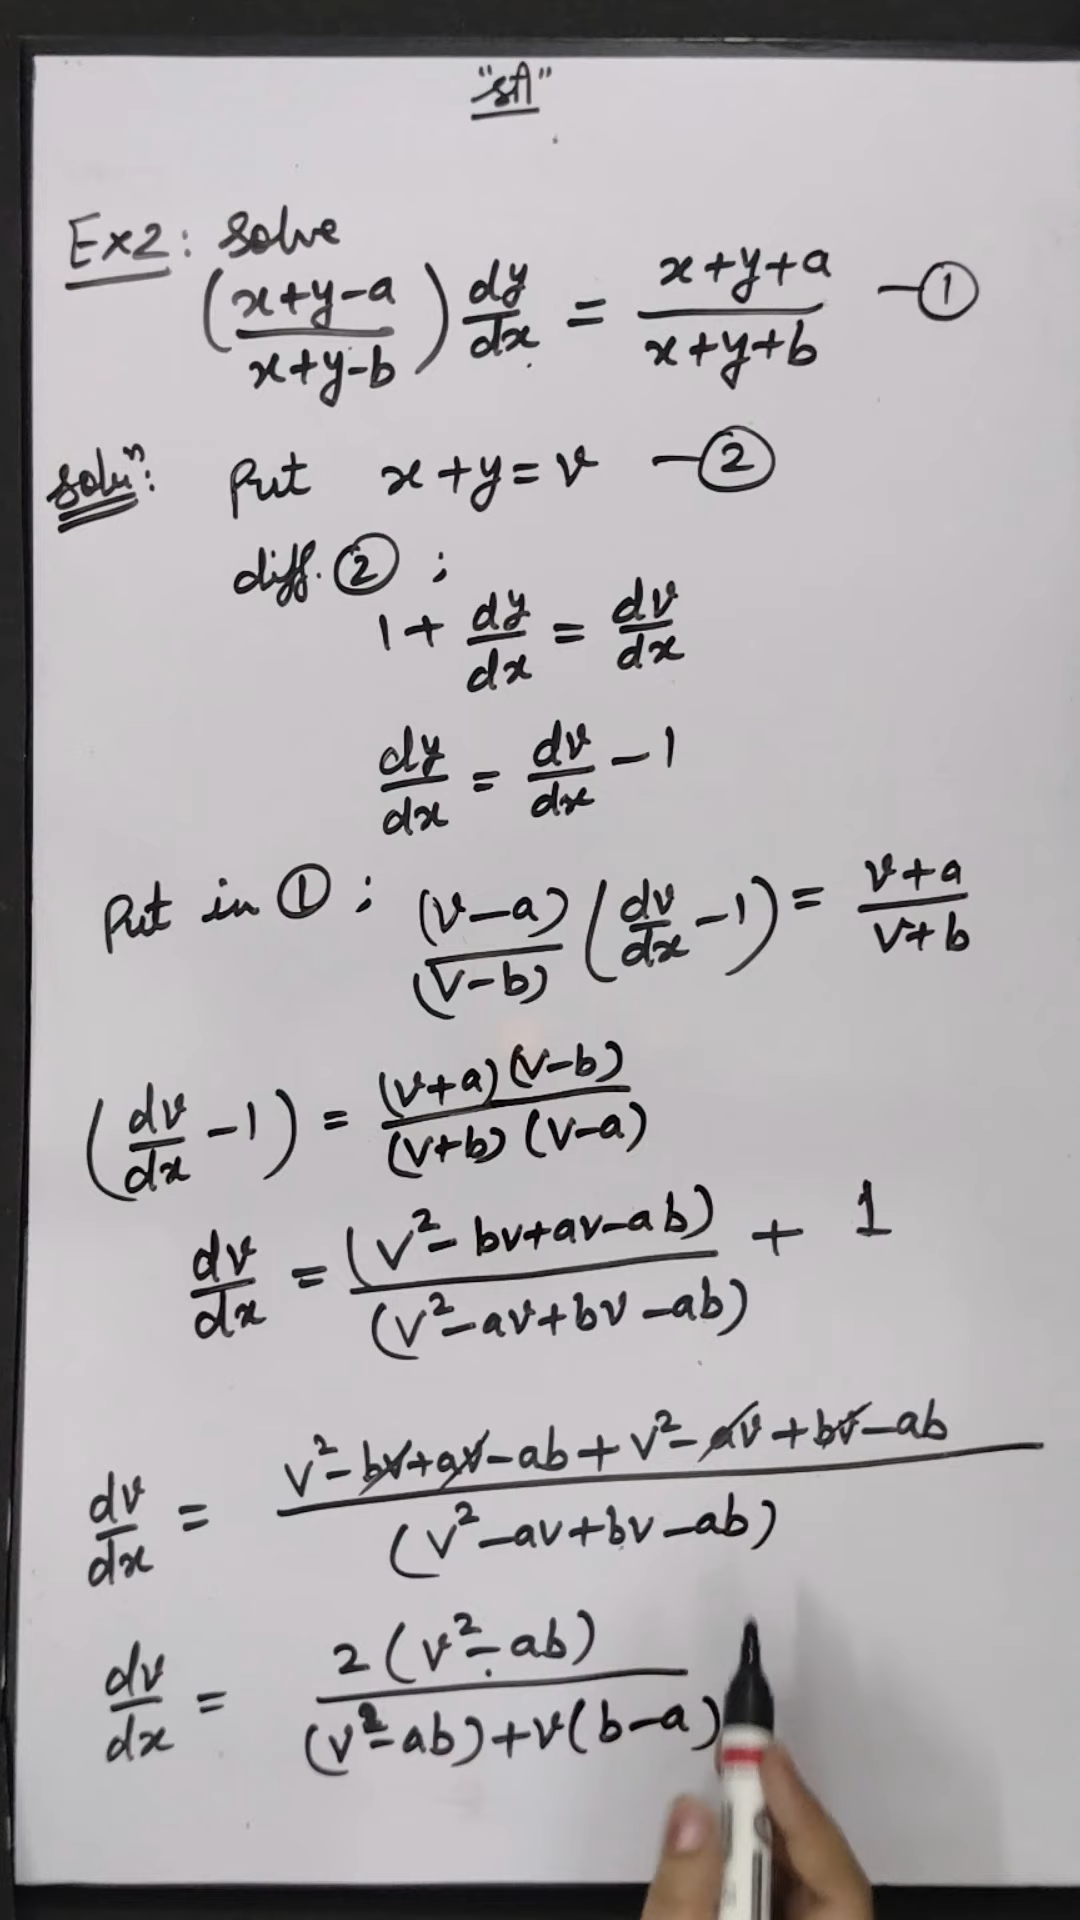 "श्री"
Ex2: Solve
((x+y-a)/(x+y-b)) dy/dx = (x+y+a)/(x+y+b) —①
Soluⁿ: Put x+y=v —②
diff. ② ;
1 + dy/dx = dv/dx
dy/dx = dv/dx - 1
Put in ① ; (v-a)/(v-b) (dv/dx - 1) = (v+a)/(v+b)
(dv/dx - 1) = (v+a)(v-b)/(v+b)(v-a)
dv/dx = (v²-bv+av-ab)/(v²-av+bv-ab) + 1
dv/dx = (v²-bv+av-ab+v²-av+bv-ab)/(v²-av+bv-ab)
dv/dx = 2(v²-ab)/((v²-ab)+v(b-a))